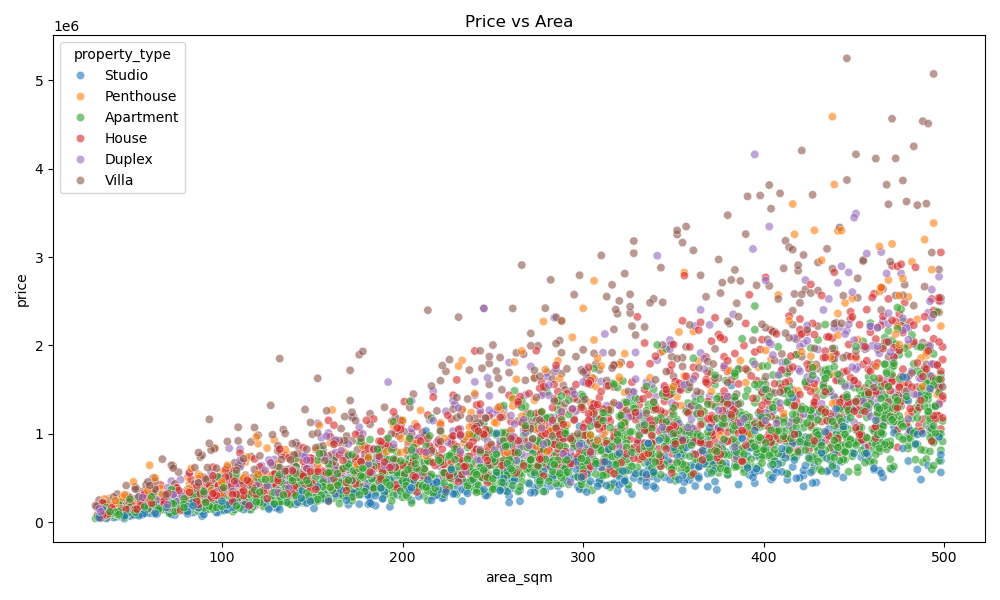 Price vs Area
1e6
property_type
Studio
Penthouse
Apartment
House
Duplex
Villa
5
4
3
2
1
0
price
100 200 300 400 500
area_sqm